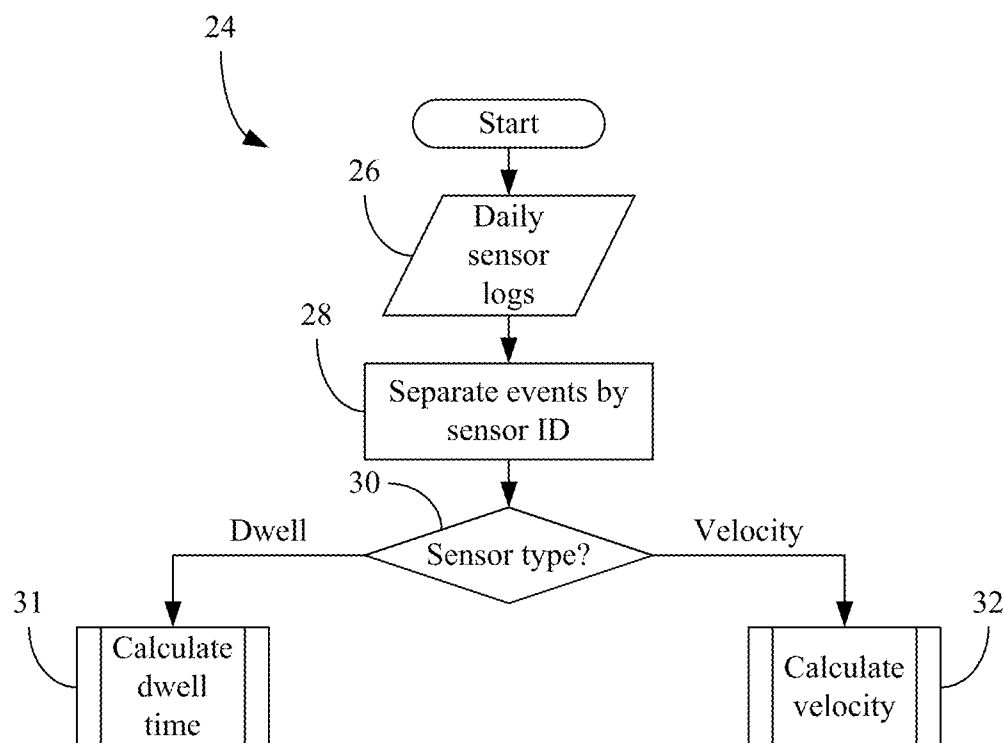 24
Start
26
Daily
sensor
logs
28
Separate events by
sensor ID
30
Dwell
Sensor type?
Velocity
31
Calculate
dwell
time
Calculate
velocity
32